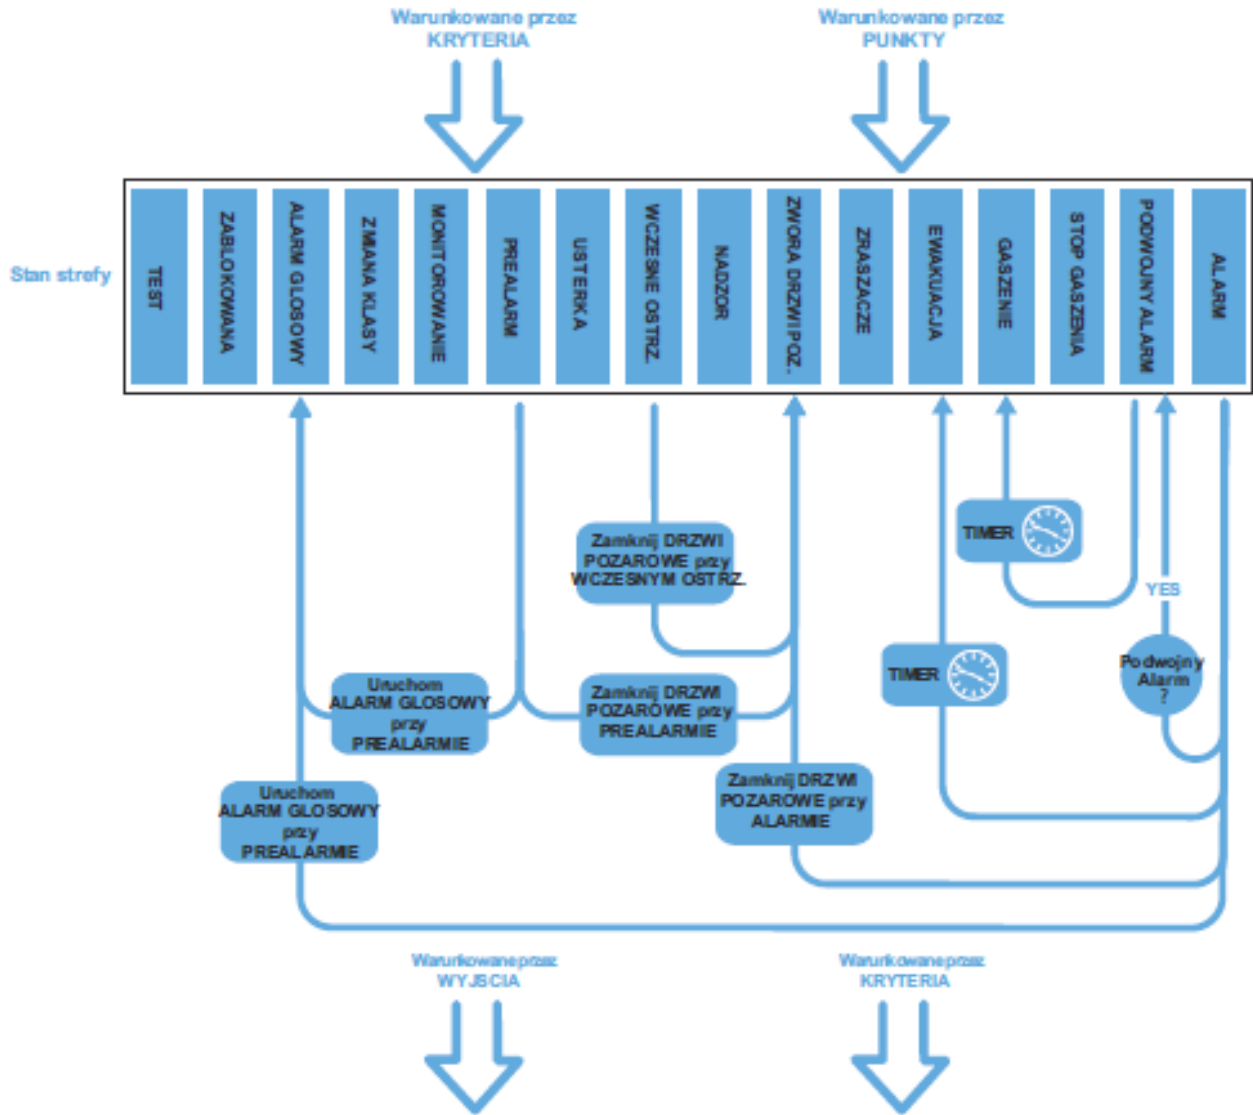 Warunkowane przez
KRYTERIA
Warunkowane przez
PUNKTY
Stan strefy
TEST
ZABLOKOWANA
ALARM GLOSOWY
ZMIANA KLASY
MONITOROWANIE
PREALARM
USTERKA
WCZESNE OSTRZ.
NADZOR
ZWORA DRZWI POZ.
ZRASZACZE
EWAKUACJA
GASZENIE
STOP GASZENIA
PODWOJNY ALARM
ALARM
Zamknij DRZWI
POZAROWE przy
WCZESNYM OSTRZ.
TIMER
YES
TIMER
Podwojny
Alarm
?
Uruchom
ALARM GLOSOWY
przy
PREALARMIE
Zamknij DRZWI
POZAROWE przy
PREALARMIE
Uruchom
ALARM GLOSOWY
przy
PREALARMIE
Zamknij DRZWI
POZAROWE przy
ALARMIE
Warunkowane przez
WYJSCIA
Warunkowane przez
KRYTERIA